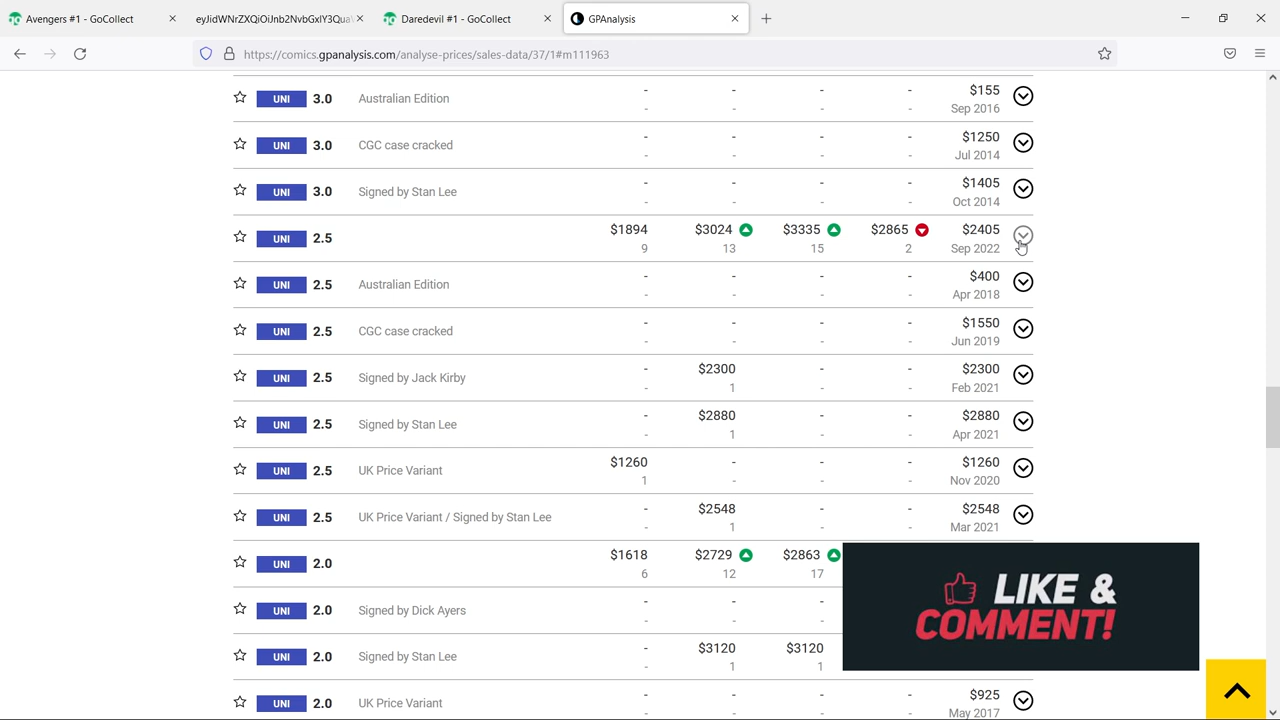 Avengers #1 - GoCollect
eyJidWNrZXQiOiJnb2NvbGxlY3Qua
Daredevil #1 - GoCollect
GPAnalysis
https://comics.gpanalysis.com/analyse-prices/sales-data/37/1#m111963
UNI 3.0 Australian Edition - - - - $155
- - - - Sep 2016
UNI 3.0 CGC case cracked - - - - $1250
- - - - Jul 2014
UNI 3.0 Signed by Stan Lee - - - - $1405
- - - - Oct 2014
UNI 2.5 $1894 $3024 $3335 $2865 $2405
9 13 15 2 Sep 2022
UNI 2.5 Australian Edition - - - - $400
- - - - Apr 2018
UNI 2.5 CGC case cracked - - - - $1550
- - - - Jun 2019
UNI 2.5 Signed by Jack Kirby - $2300 - - $2300
- 1 - - Feb 2021
UNI 2.5 Signed by Stan Lee - $2880 - - $2880
- 1 - - Apr 2021
UNI 2.5 UK Price Variant $1260 - - - $1260
1 - - - Nov 2020
UNI 2.5 UK Price Variant / Signed by Stan Lee - $2548 - - $2548
- 1 - - Mar 2021
UNI 2.0 $1618 $2729 $2863
6 12 17
UNI 2.0 Signed by Dick Ayers - - -
- - -
UNI 2.0 Signed by Stan Lee - $3120 $3120
- 1 1
UNI 2.0 UK Price Variant - - - - $925
- - - - May 2017
LIKE &
COMMENT!